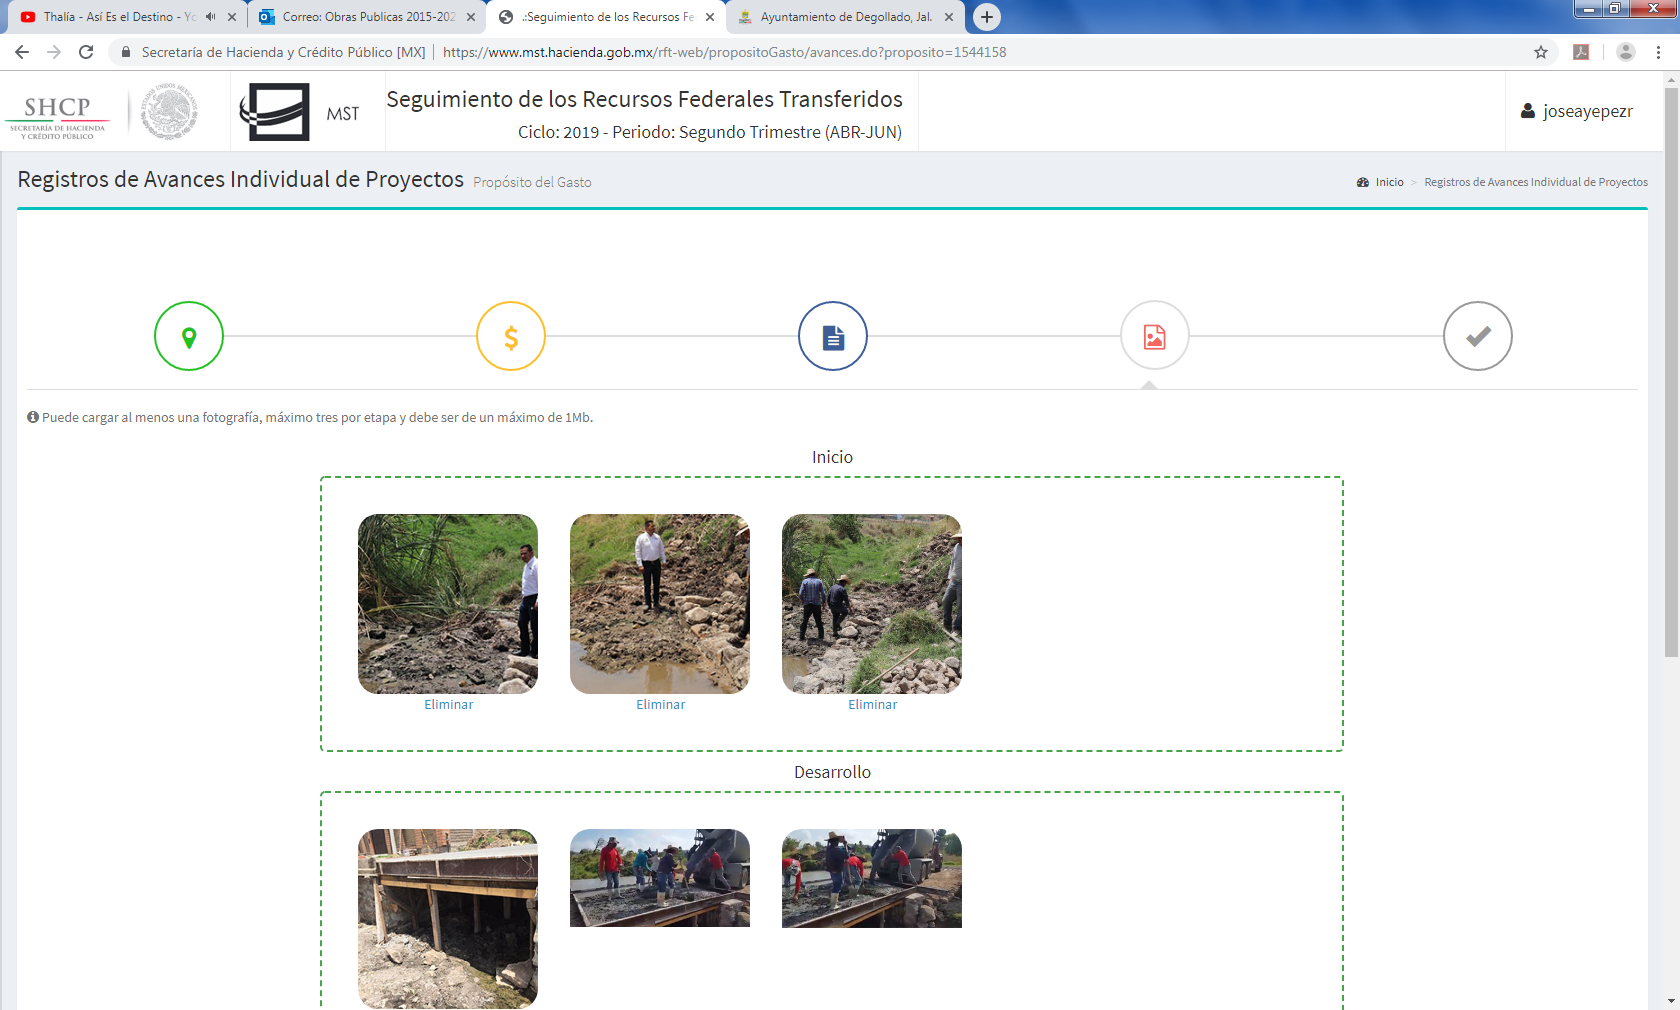 Thalía - Así Es el Destino - Yo
Correo: Obras Publicas 2015-202
.:Seguimiento de los Recursos Fe
Ayuntamiento de Degollado, Jal.
Secretaría de Hacienda y Crédito Público [MX] | https://www.mst.hacienda.gob.mx/rft-web/propositoGasto/avances.do?proposito=1544158
SHCP
SECRETARÍA DE HACIENDA
Y CRÉDITO PÚBLICO
ESTADOS UNIDOS MEXICANOS
MST
Seguimiento de los Recursos Federales Transferidos
Ciclo: 2019 - Periodo: Segundo Trimestre (ABR-JUN)
joseayepezr
Registros de Avances Individual de Proyectos Propósito del Gasto
Inicio > Registros de Avances Individual de Proyectos
$
Puede cargar al menos una fotografía, máximo tres por etapa y debe ser de un máximo de 1Mb.
Inicio
Eliminar
Eliminar
Eliminar
Desarrollo